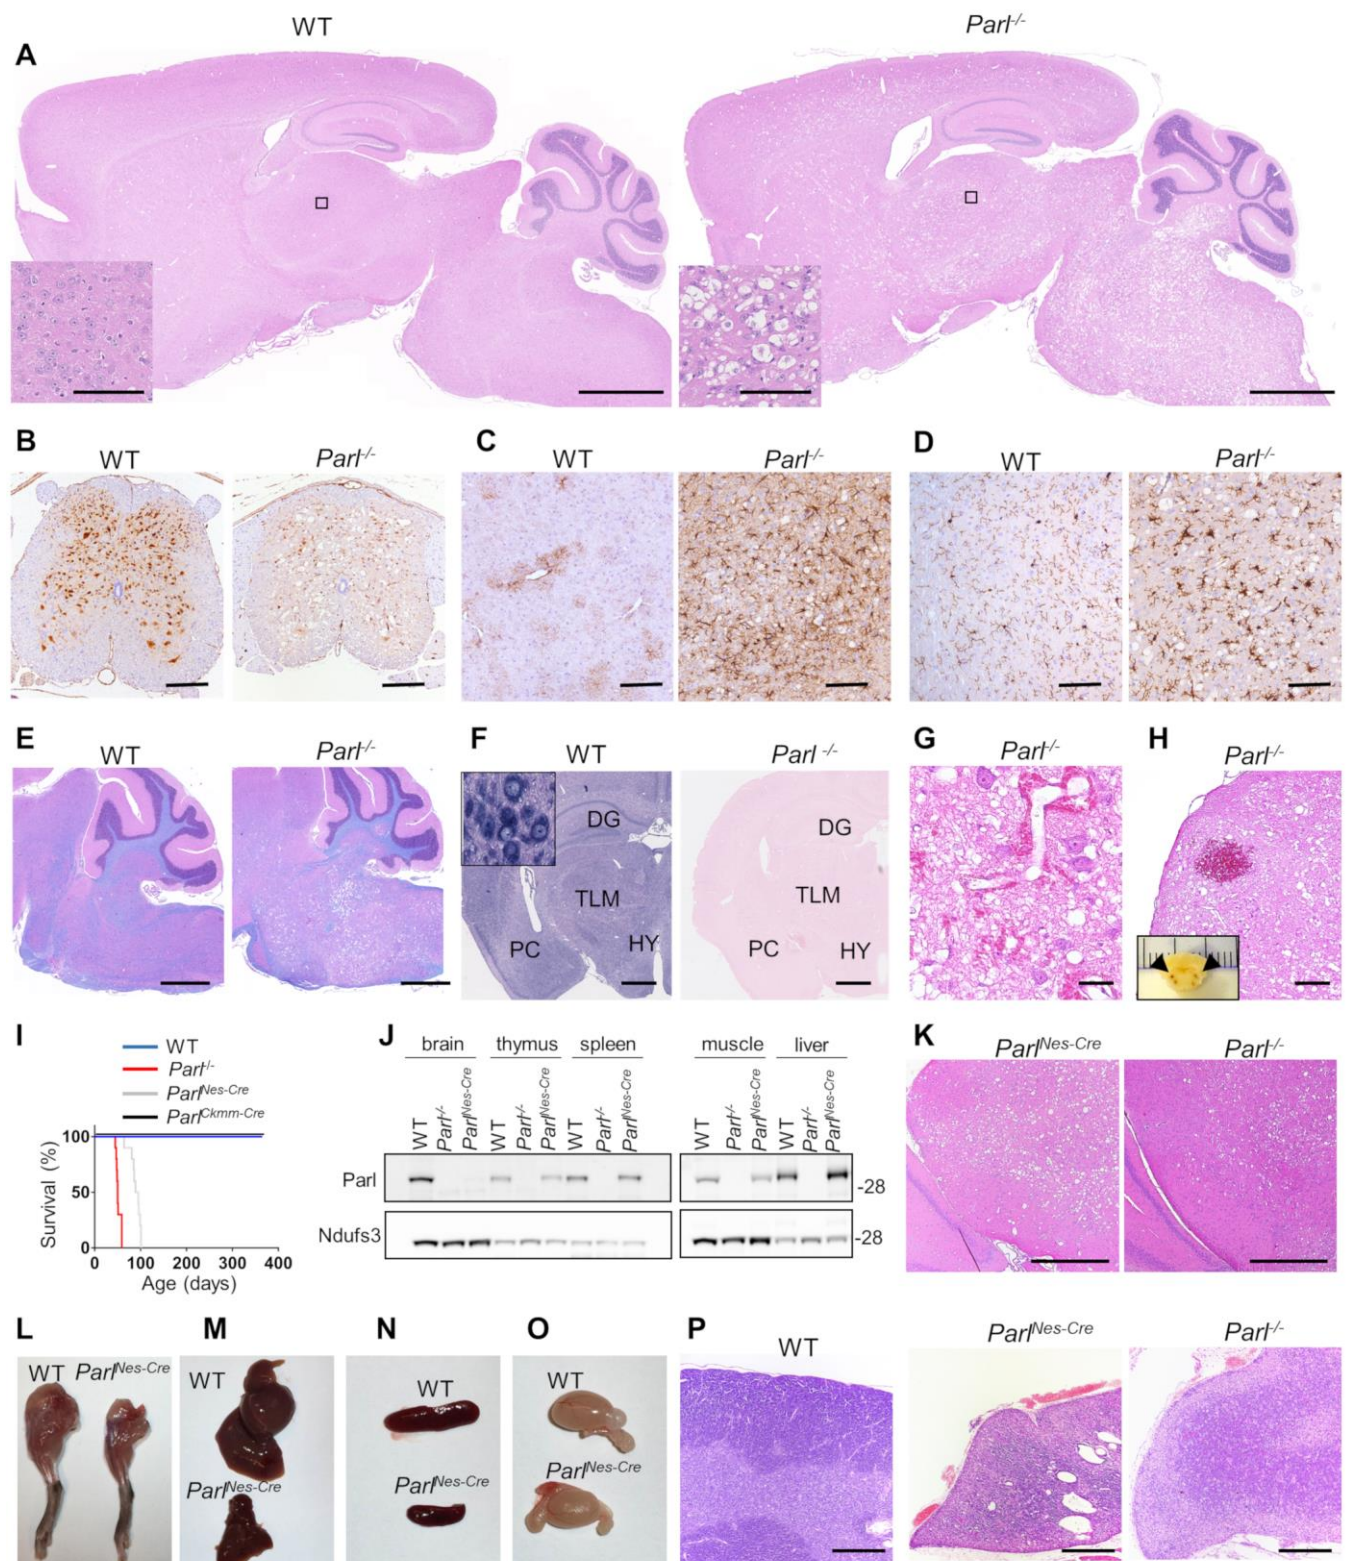 WT Parl-/-
A
B WT Parl-/- C WT Parl-/- D WT Parl-/-
E WT Parl-/- F WT Parl -/- G Parl-/- H Parl-/-
DG DG
TLM TLM
PC HY PC HY
I WT
Parl-/-
ParlNes-Cre
ParlCkmm-Cre
Survival (%)
100
50
0
0 100 200 300 400
Age (days)
J brain thymus spleen muscle liver
WT Parl-/- ParlNes-Cre WT Parl-/- ParlNes-Cre WT Parl-/- ParlNes-Cre WT Parl-/- ParlNes-Cre WT Parl-/- ParlNes-Cre
Parl -28
Ndufs3 -28
K ParlNes-Cre Parl-/-
L M N O P
WT ParlNes-Cre
WT
ParlNes-Cre
WT
ParlNes-Cre
WT
ParlNes-Cre
WT ParlNes-Cre Parl-/-